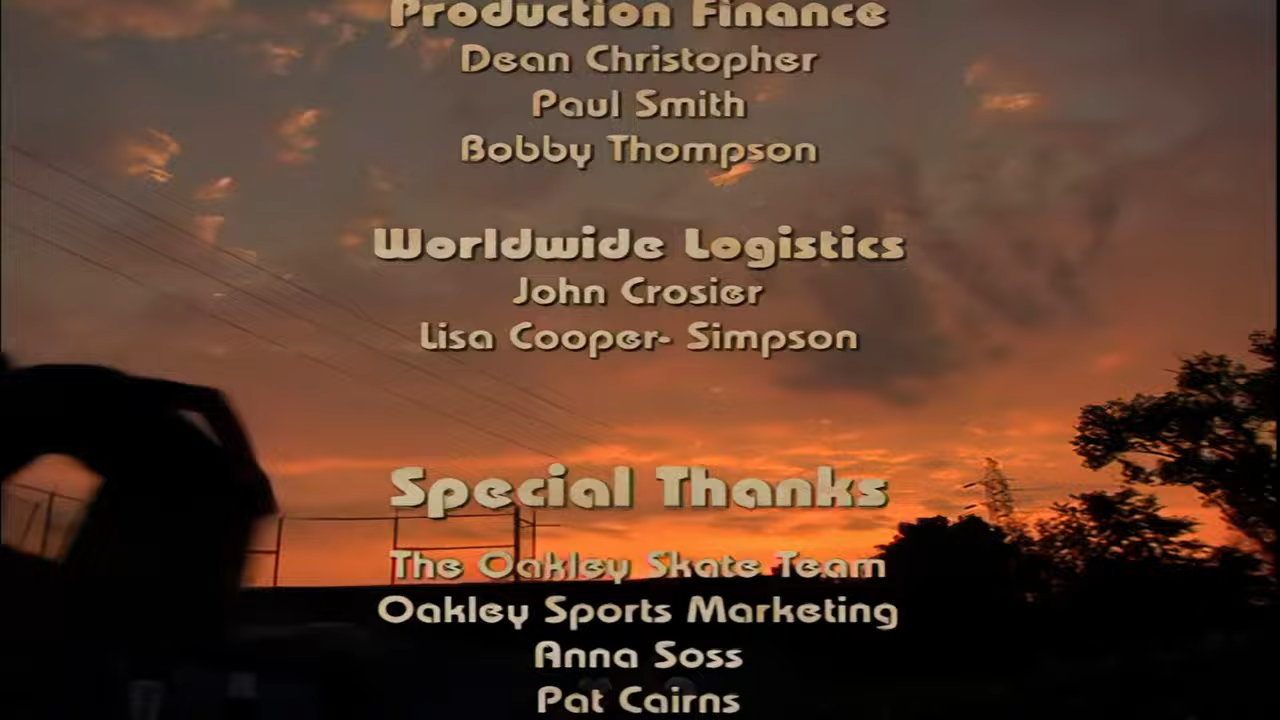 Production Finance
Dean Christopher
Paul Smith
Bobby Thompson
Worldwide Logistics
John Crosier
Lisa Cooper- Simpson
Special Thanks
The Oakley Skate Team
Oakley Sports Marketing
Anna Soss
Pat Cairns